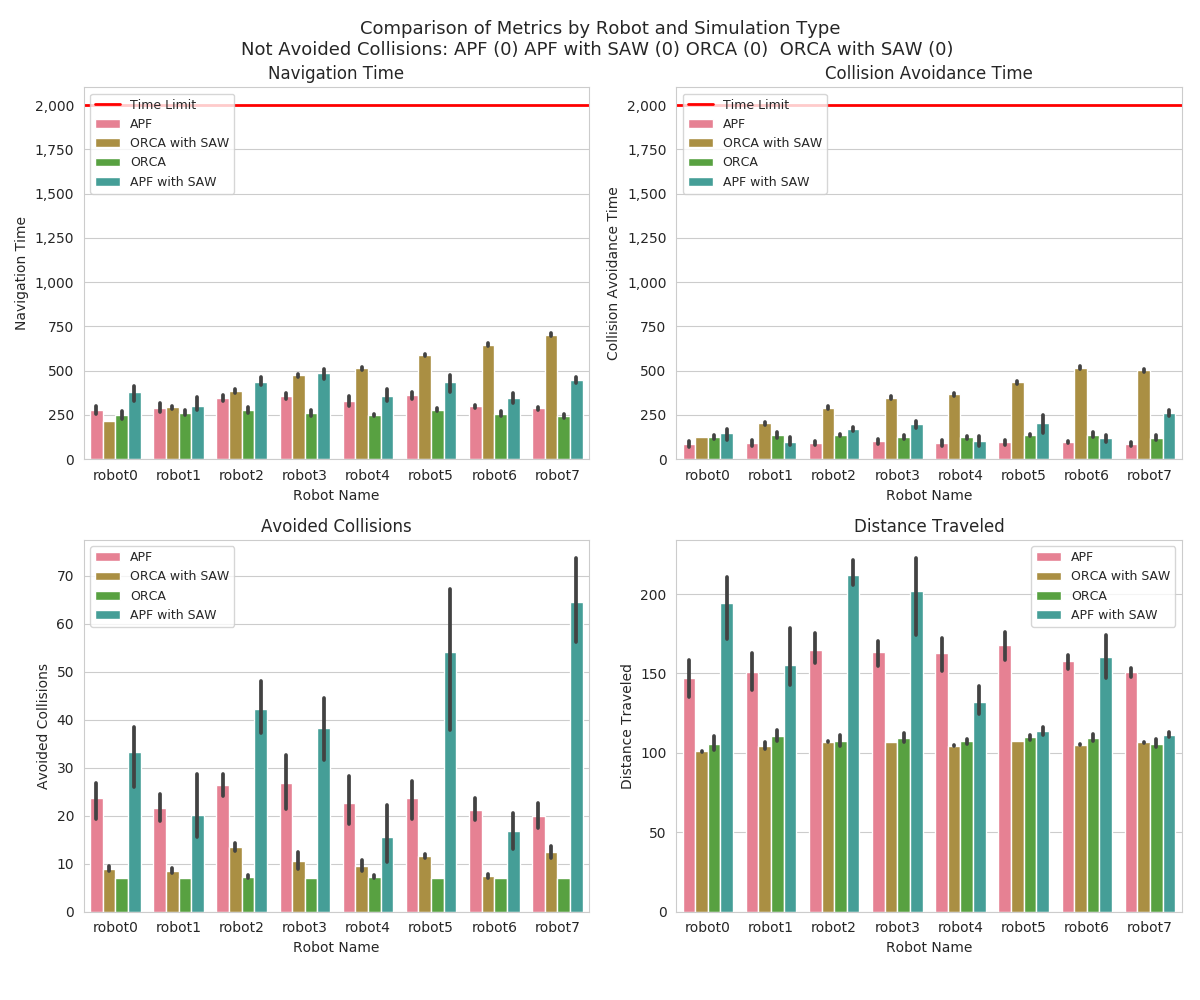 Comparison of Metrics by Robot and Simulation Type
Not Avoided Collisions: APF (0) APF with SAW (0) ORCA (0)  ORCA with SAW (0)
Navigation Time
Time Limit
APF
ORCA with SAW
ORCA
APF with SAW
2,000
1,750
1,500
1,250
1,000
750
500
250
0
Navigation Time
robot0 robot1 robot2 robot3 robot4 robot5 robot6 robot7
Robot Name
Collision Avoidance Time
Time Limit
APF
ORCA with SAW
ORCA
APF with SAW
2,000
1,750
1,500
1,250
1,000
750
500
250
0
Collision Avoidance Time
robot0 robot1 robot2 robot3 robot4 robot5 robot6 robot7
Robot Name
Avoided Collisions
APF
ORCA with SAW
ORCA
APF with SAW
70
60
50
40
30
20
10
0
Avoided Collisions
robot0 robot1 robot2 robot3 robot4 robot5 robot6 robot7
Robot Name
Distance Traveled
APF
ORCA with SAW
ORCA
APF with SAW
200
150
100
50
0
Distance Traveled
robot0 robot1 robot2 robot3 robot4 robot5 robot6 robot7
Robot Name